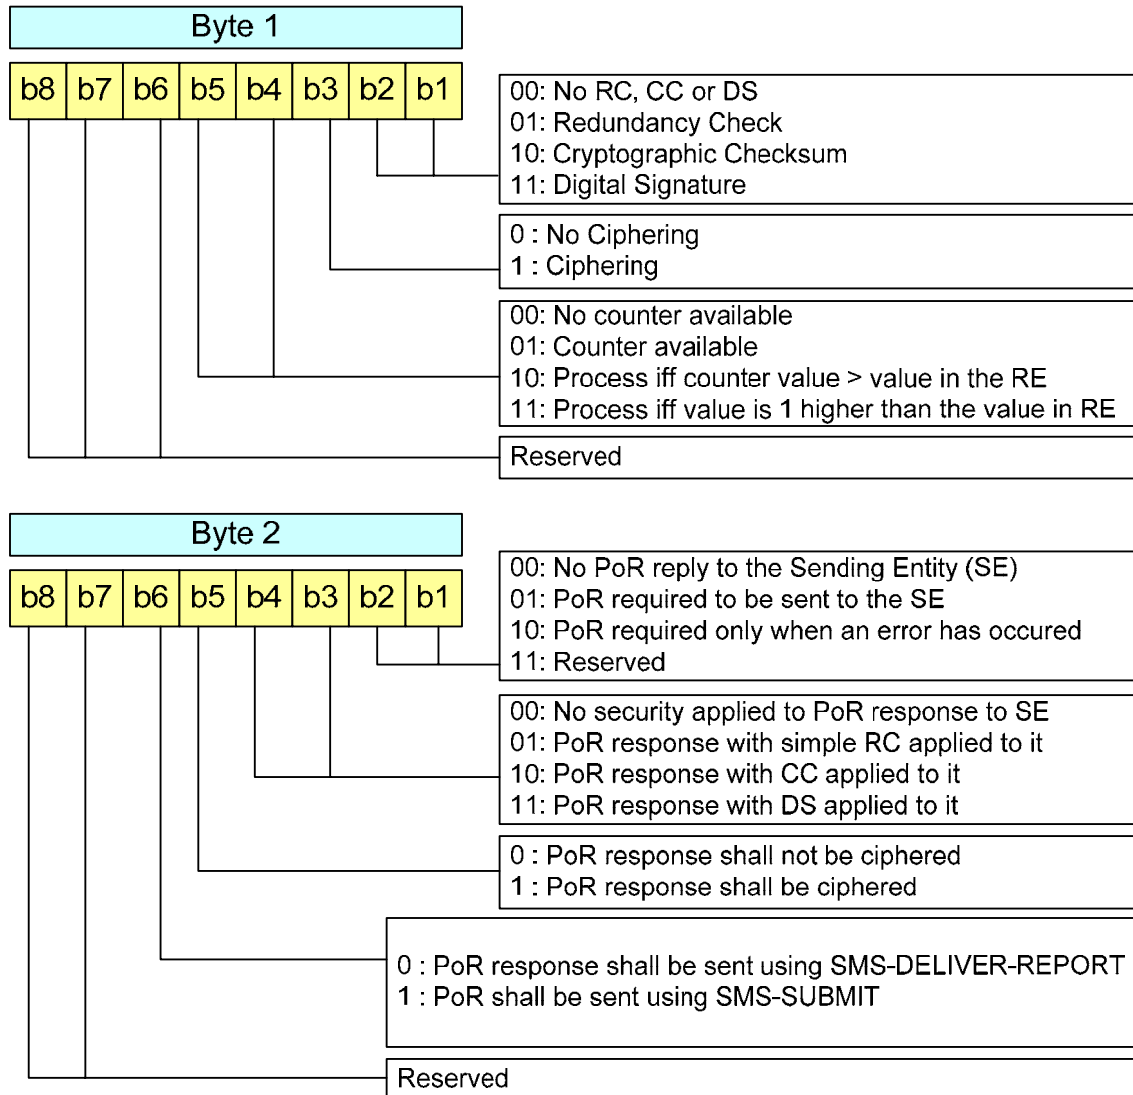 Byte 1
b8 b7 b6 b5 b4 b3 b2 b1
00: No RC, CC or DS
01: Redundancy Check
10: Cryptographic Checksum
11: Digital Signature
0 : No Ciphering
1 : Ciphering
00: No counter available
01: Counter available
10: Process iff counter value > value in the RE
11: Process iff value is 1 higher than the value in RE
Reserved
Byte 2
b8 b7 b6 b5 b4 b3 b2 b1
00: No PoR reply to the Sending Entity (SE)
01: PoR required to be sent to the SE
10: PoR required only when an error has occured
11: Reserved
00: No security applied to PoR response to SE
01: PoR response with simple RC applied to it
10: PoR response with CC applied to it
11: PoR response with DS applied to it
0 : PoR response shall not be ciphered
1 : PoR response shall be ciphered
0 : PoR response shall be sent using SMS-DELIVER-REPORT
1 : PoR shall be sent using SMS-SUBMIT
Reserved